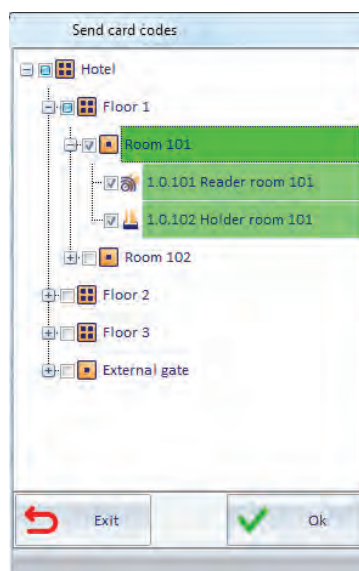 Send card codes
Hotel
Floor 1
Room 101
1.0.101 Reader room 101
1.0.102 Holder room 101
Room 102
Floor 2
Floor 3
External gate
Exit
Ok